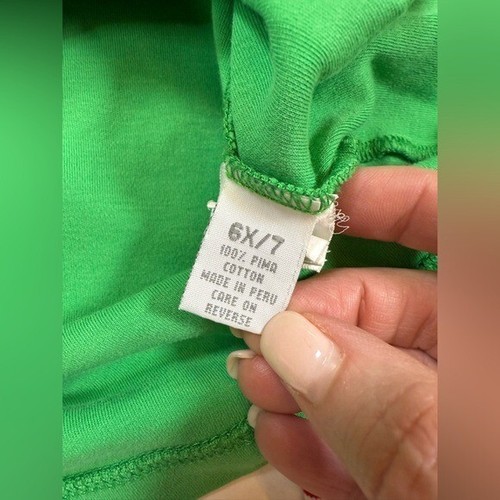 6X/7
100% PIMA
COTTON
MADE IN PERU
CARE ON
REVERSE